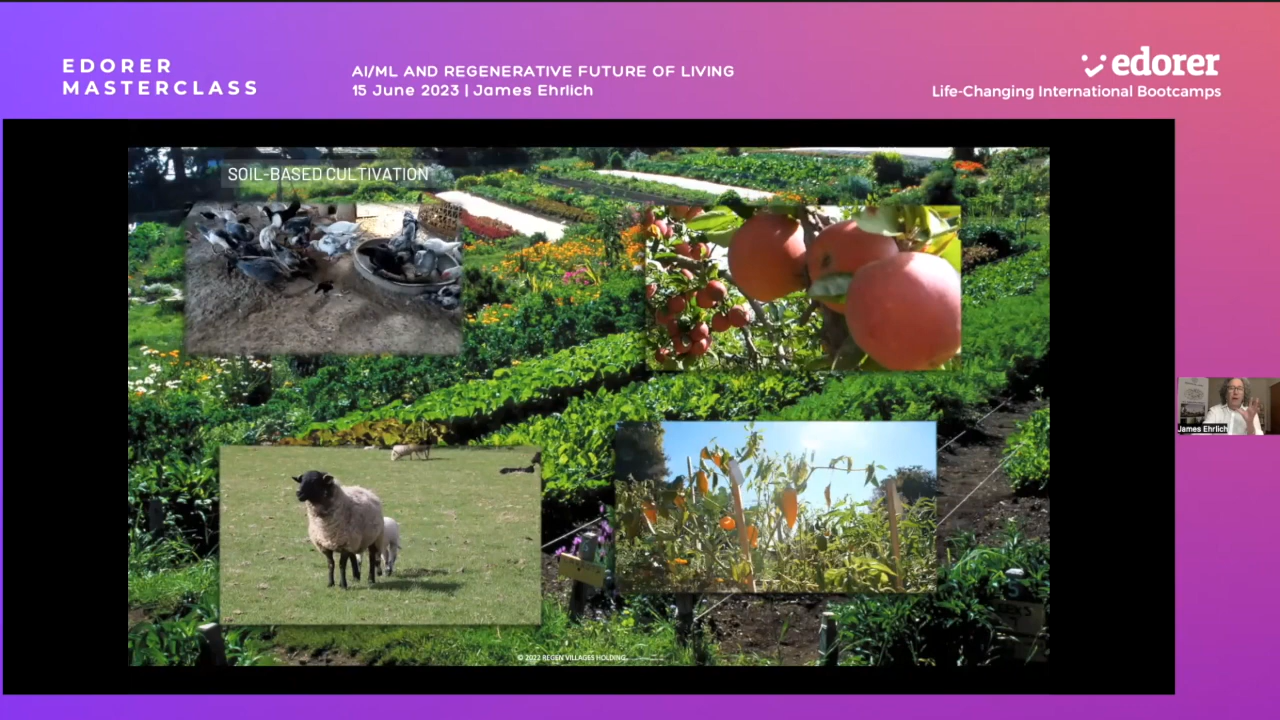 EDORER
MASTERCLASS
AI/ML AND REGENERATIVE FUTURE OF LIVING
15 June 2023 | James Ehrlich
edorer
Life-Changing International Bootcamps
SOIL-BASED CULTIVATION
James Ehrlich
© 2022 REGEN VILLAGES HOLDING